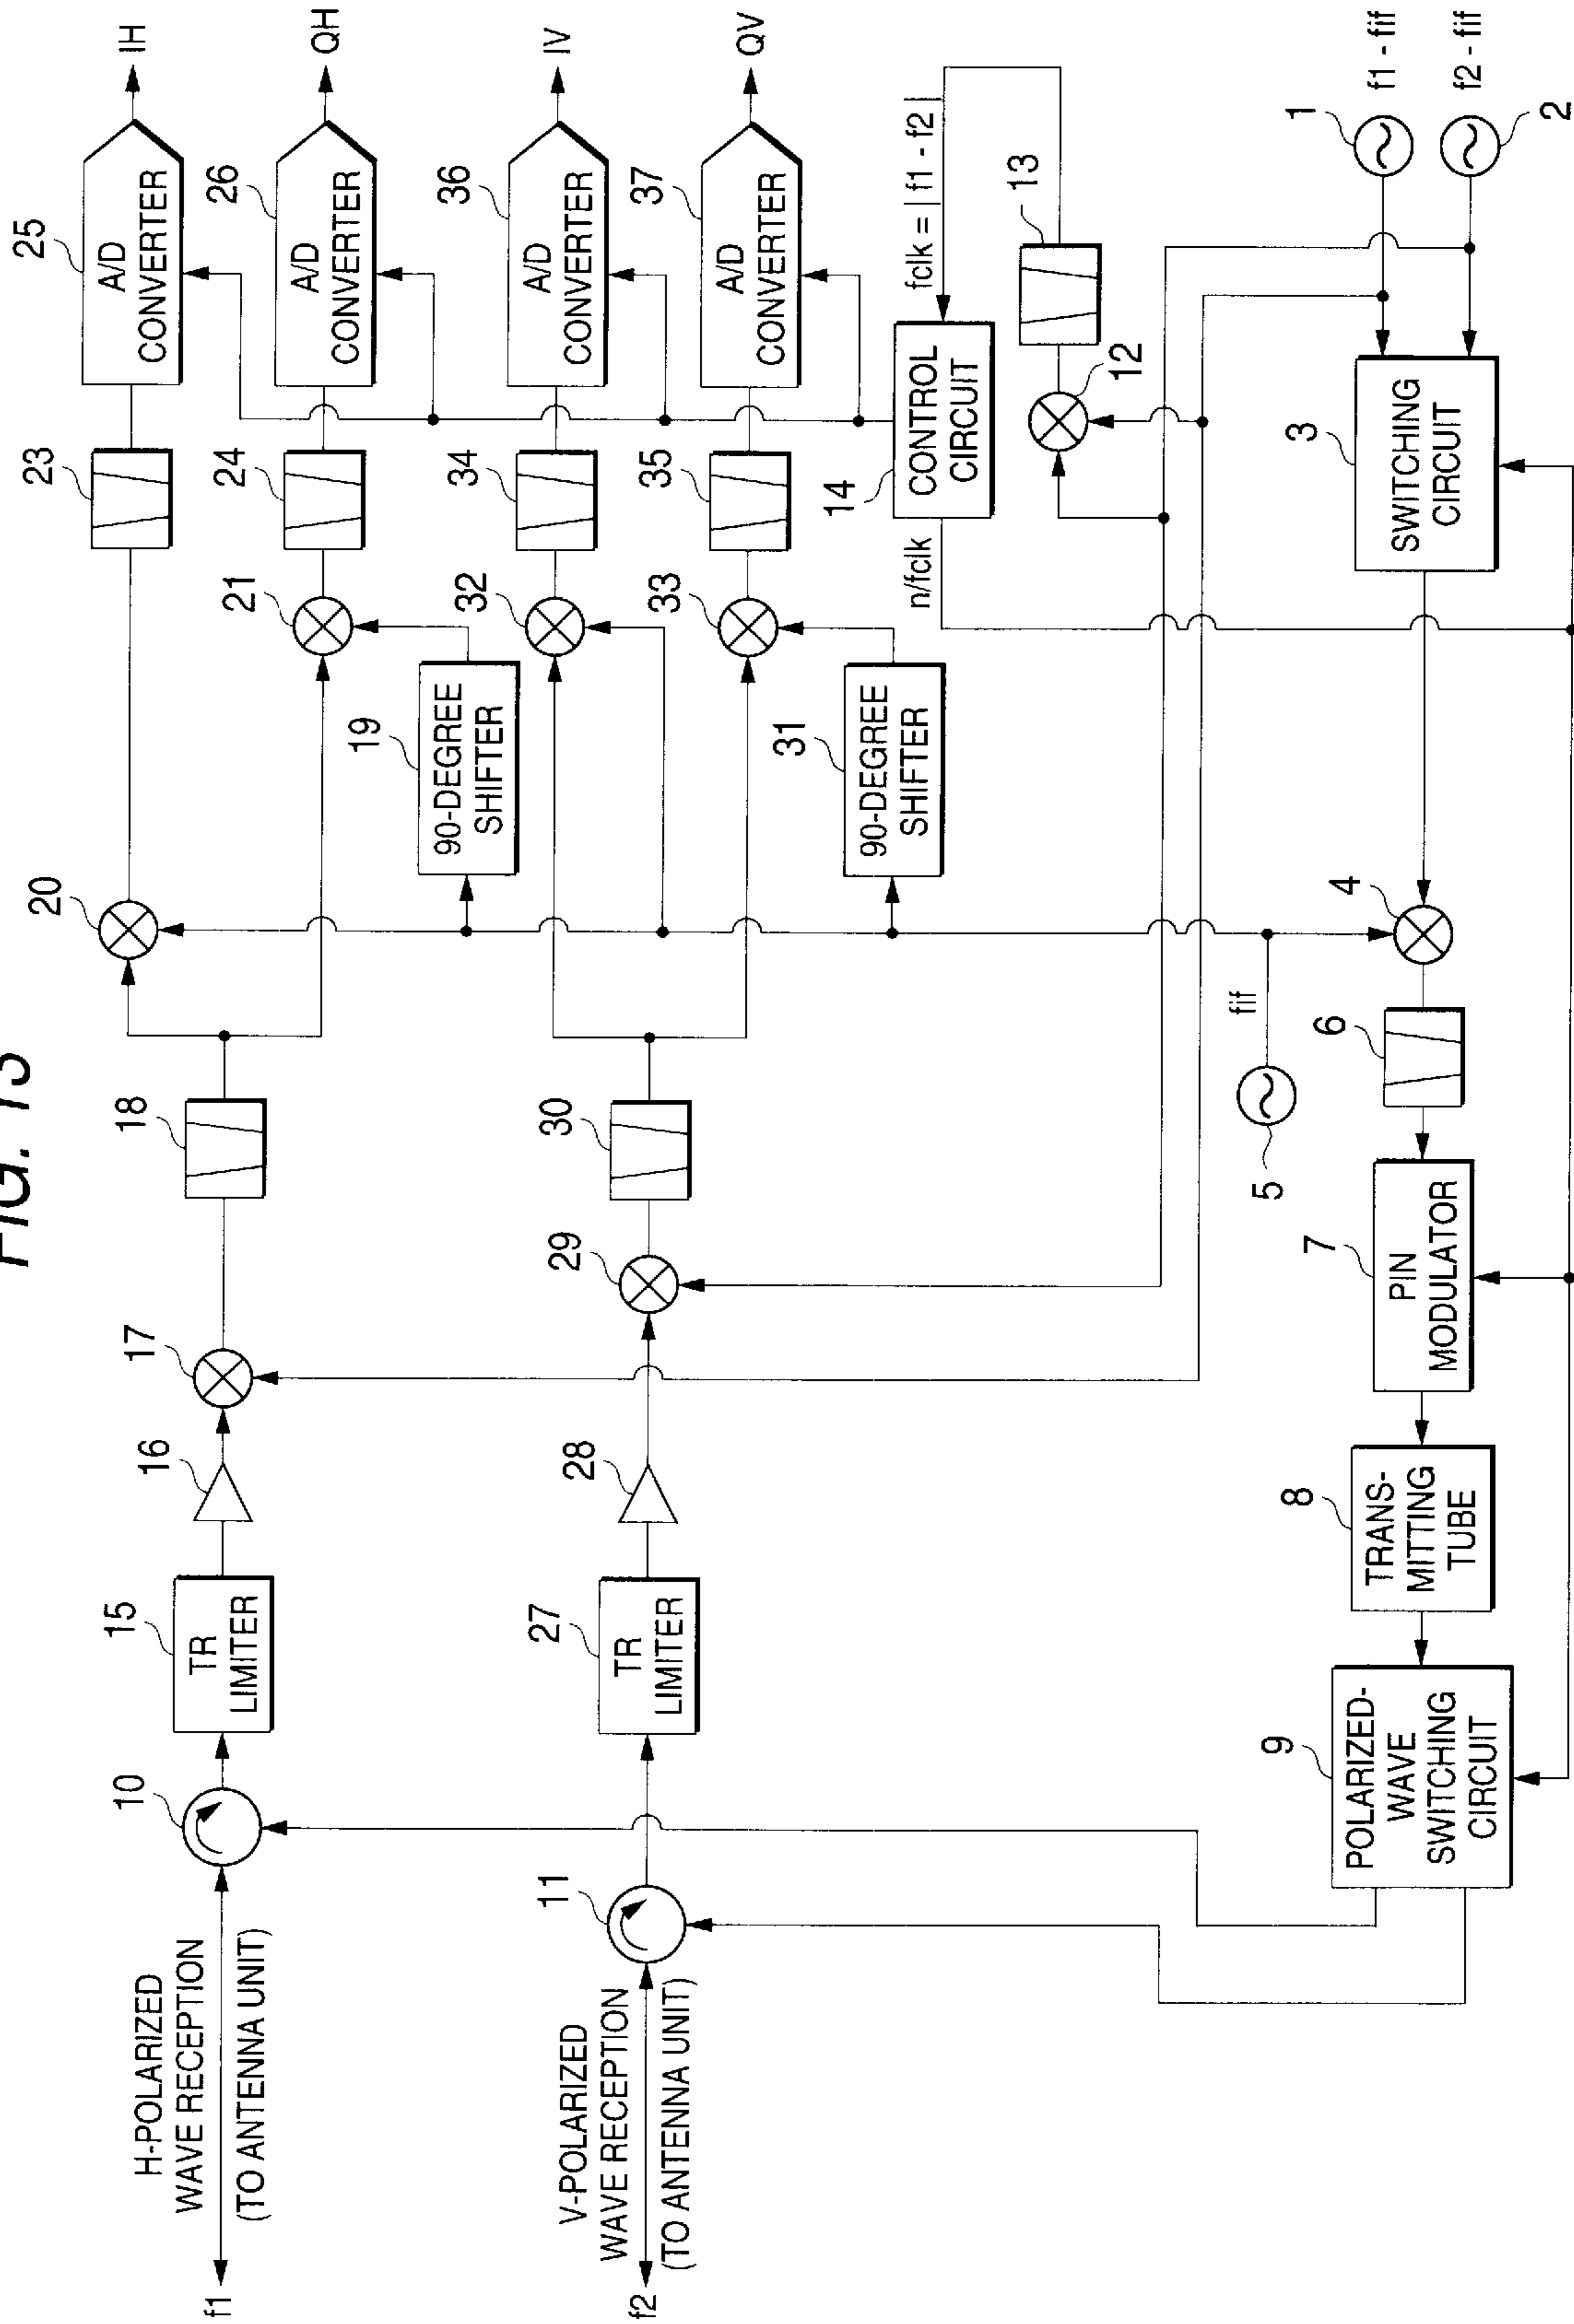 FIG. 13
H-POLARIZED
WAVE RECEPTION
(TO ANTENNA UNIT)
f1
10
15
TR
LIMITER
16
17
18
20
23
25
A/D
CONVERTER
IH
21
24
26
A/D
CONVERTER
QH
19
90-DEGREE
SHIFTER
V-POLARIZED
WAVE RECEPTION
(TO ANTENNA UNIT)
f2
11
27
TR
LIMITER
28
29
30
32
34
36
A/D
CONVERTER
IV
33
35
37
A/D
CONVERTER
QV
31
90-DEGREE
SHIFTER
n/fclk
14
CONTROL
CIRCUIT
fclk = | f1 - f2 |
12
13
fif
5
9
POLARIZED-
WAVE
SWITCHING
CIRCUIT
8
TRANS-
MITTING
TUBE
7
PIN
MODULATOR
6
4
3
SWITCHING
CIRCUIT
1
f1 - fif
f2 - fif
2